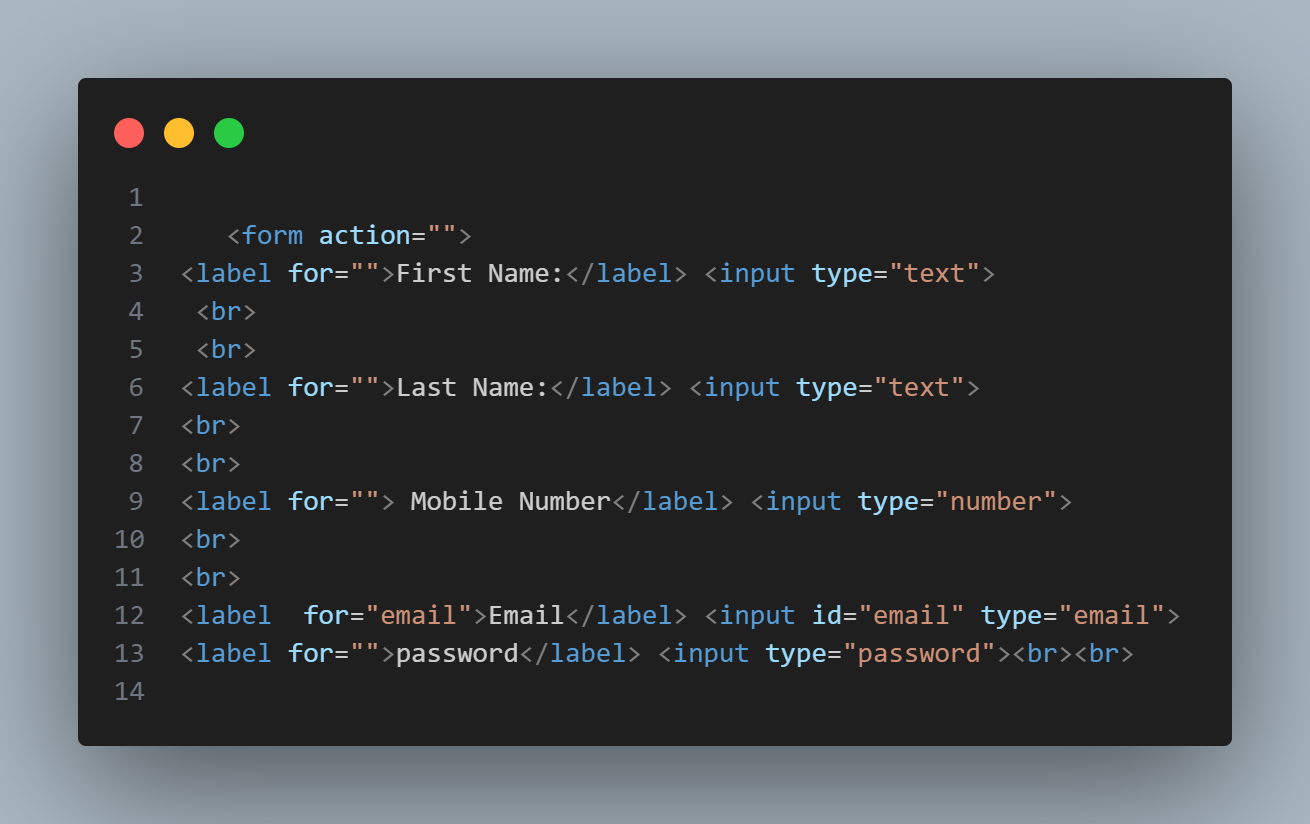 1
2    <form action="">
3 <label for="">First Name:</label> <input type="text">
4  <br>
5  <br>
6 <label for="">Last Name:</label> <input type="text">
7 <br>
8 <br>
9 <label for=""> Mobile Number</label> <input type="number">
10 <br>
11 <br>
12 <label  for="email">Email</label> <input id="email" type="email">
13 <label for="">password</label> <input type="password"><br><br>
14